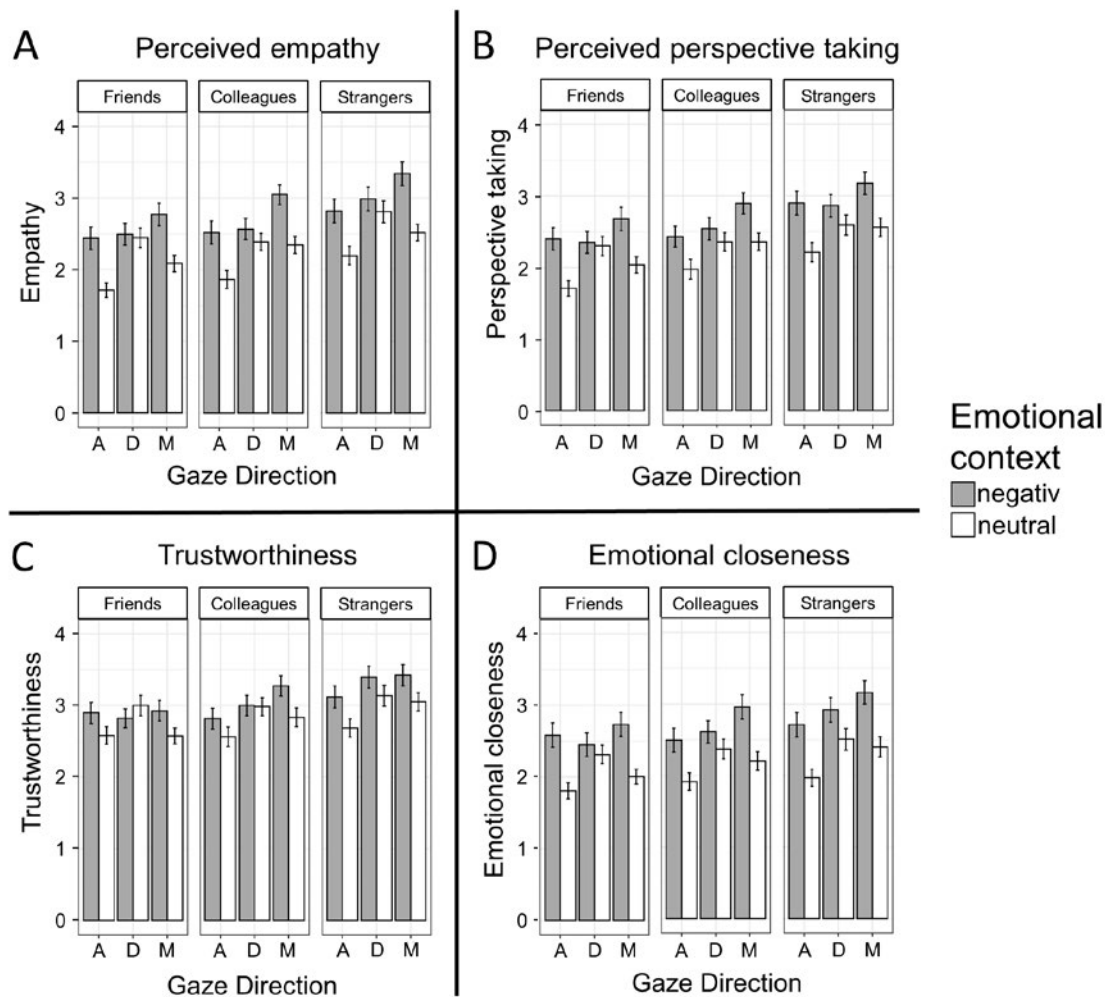 A Perceived empathy
Friends Colleagues Strangers
Empathy
4
3
2
1
0
A D M A D M A D M
Gaze Direction
B Perceived perspective taking
Friends Colleagues Strangers
Perspective taking
4
3
2
1
0
A D M A D M A D M
Gaze Direction
Emotional
context
negativ
neutral
C Trustworthiness
Friends Colleagues Strangers
Trustworthiness
4
3
2
1
0
A D M A D M A D M
Gaze Direction
D Emotional closeness
Friends Colleagues Strangers
Emotional closeness
4
3
2
1
0
A D M A D M A D M
Gaze Direction